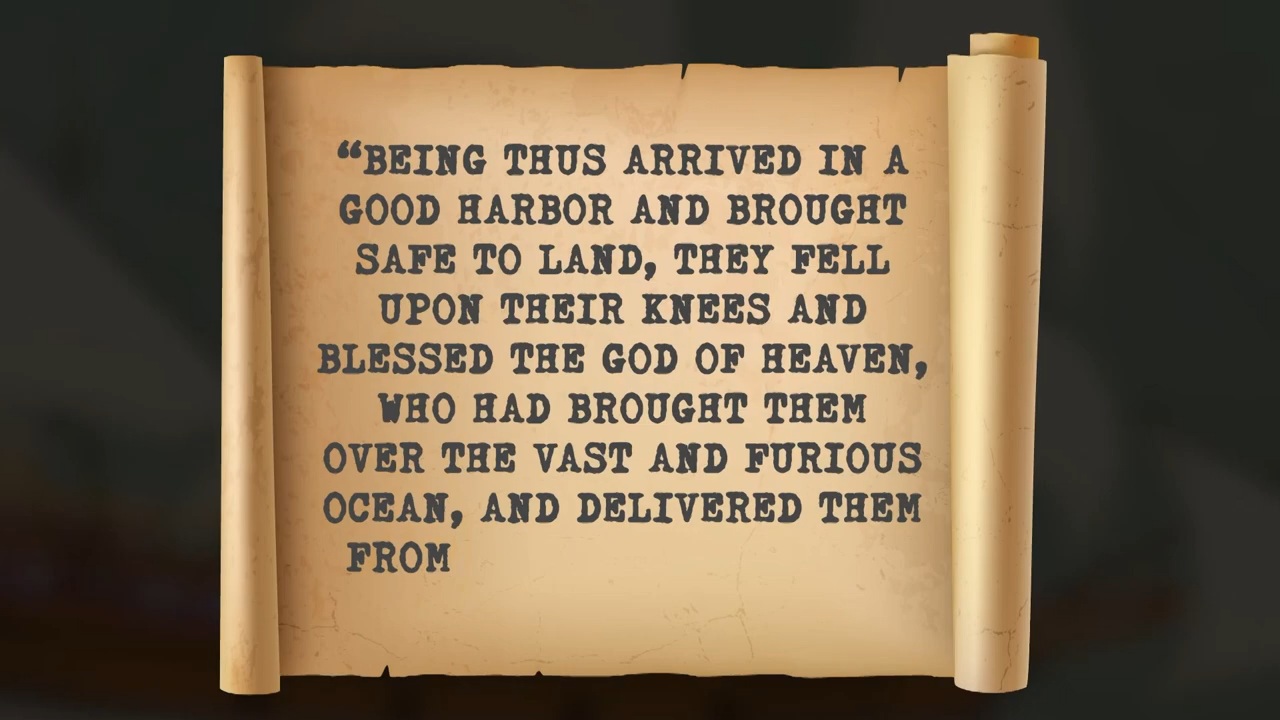 “BEING THUS ARRIVED IN A
GOOD HARBOR AND BROUGHT
SAFE TO LAND, THEY FELL
UPON THEIR KNEES AND
BLESSED THE GOD OF HEAVEN,
WHO HAD BROUGHT THEM
OVER THE VAST AND FURIOUS
OCEAN, AND DELIVERED THEM
FROM